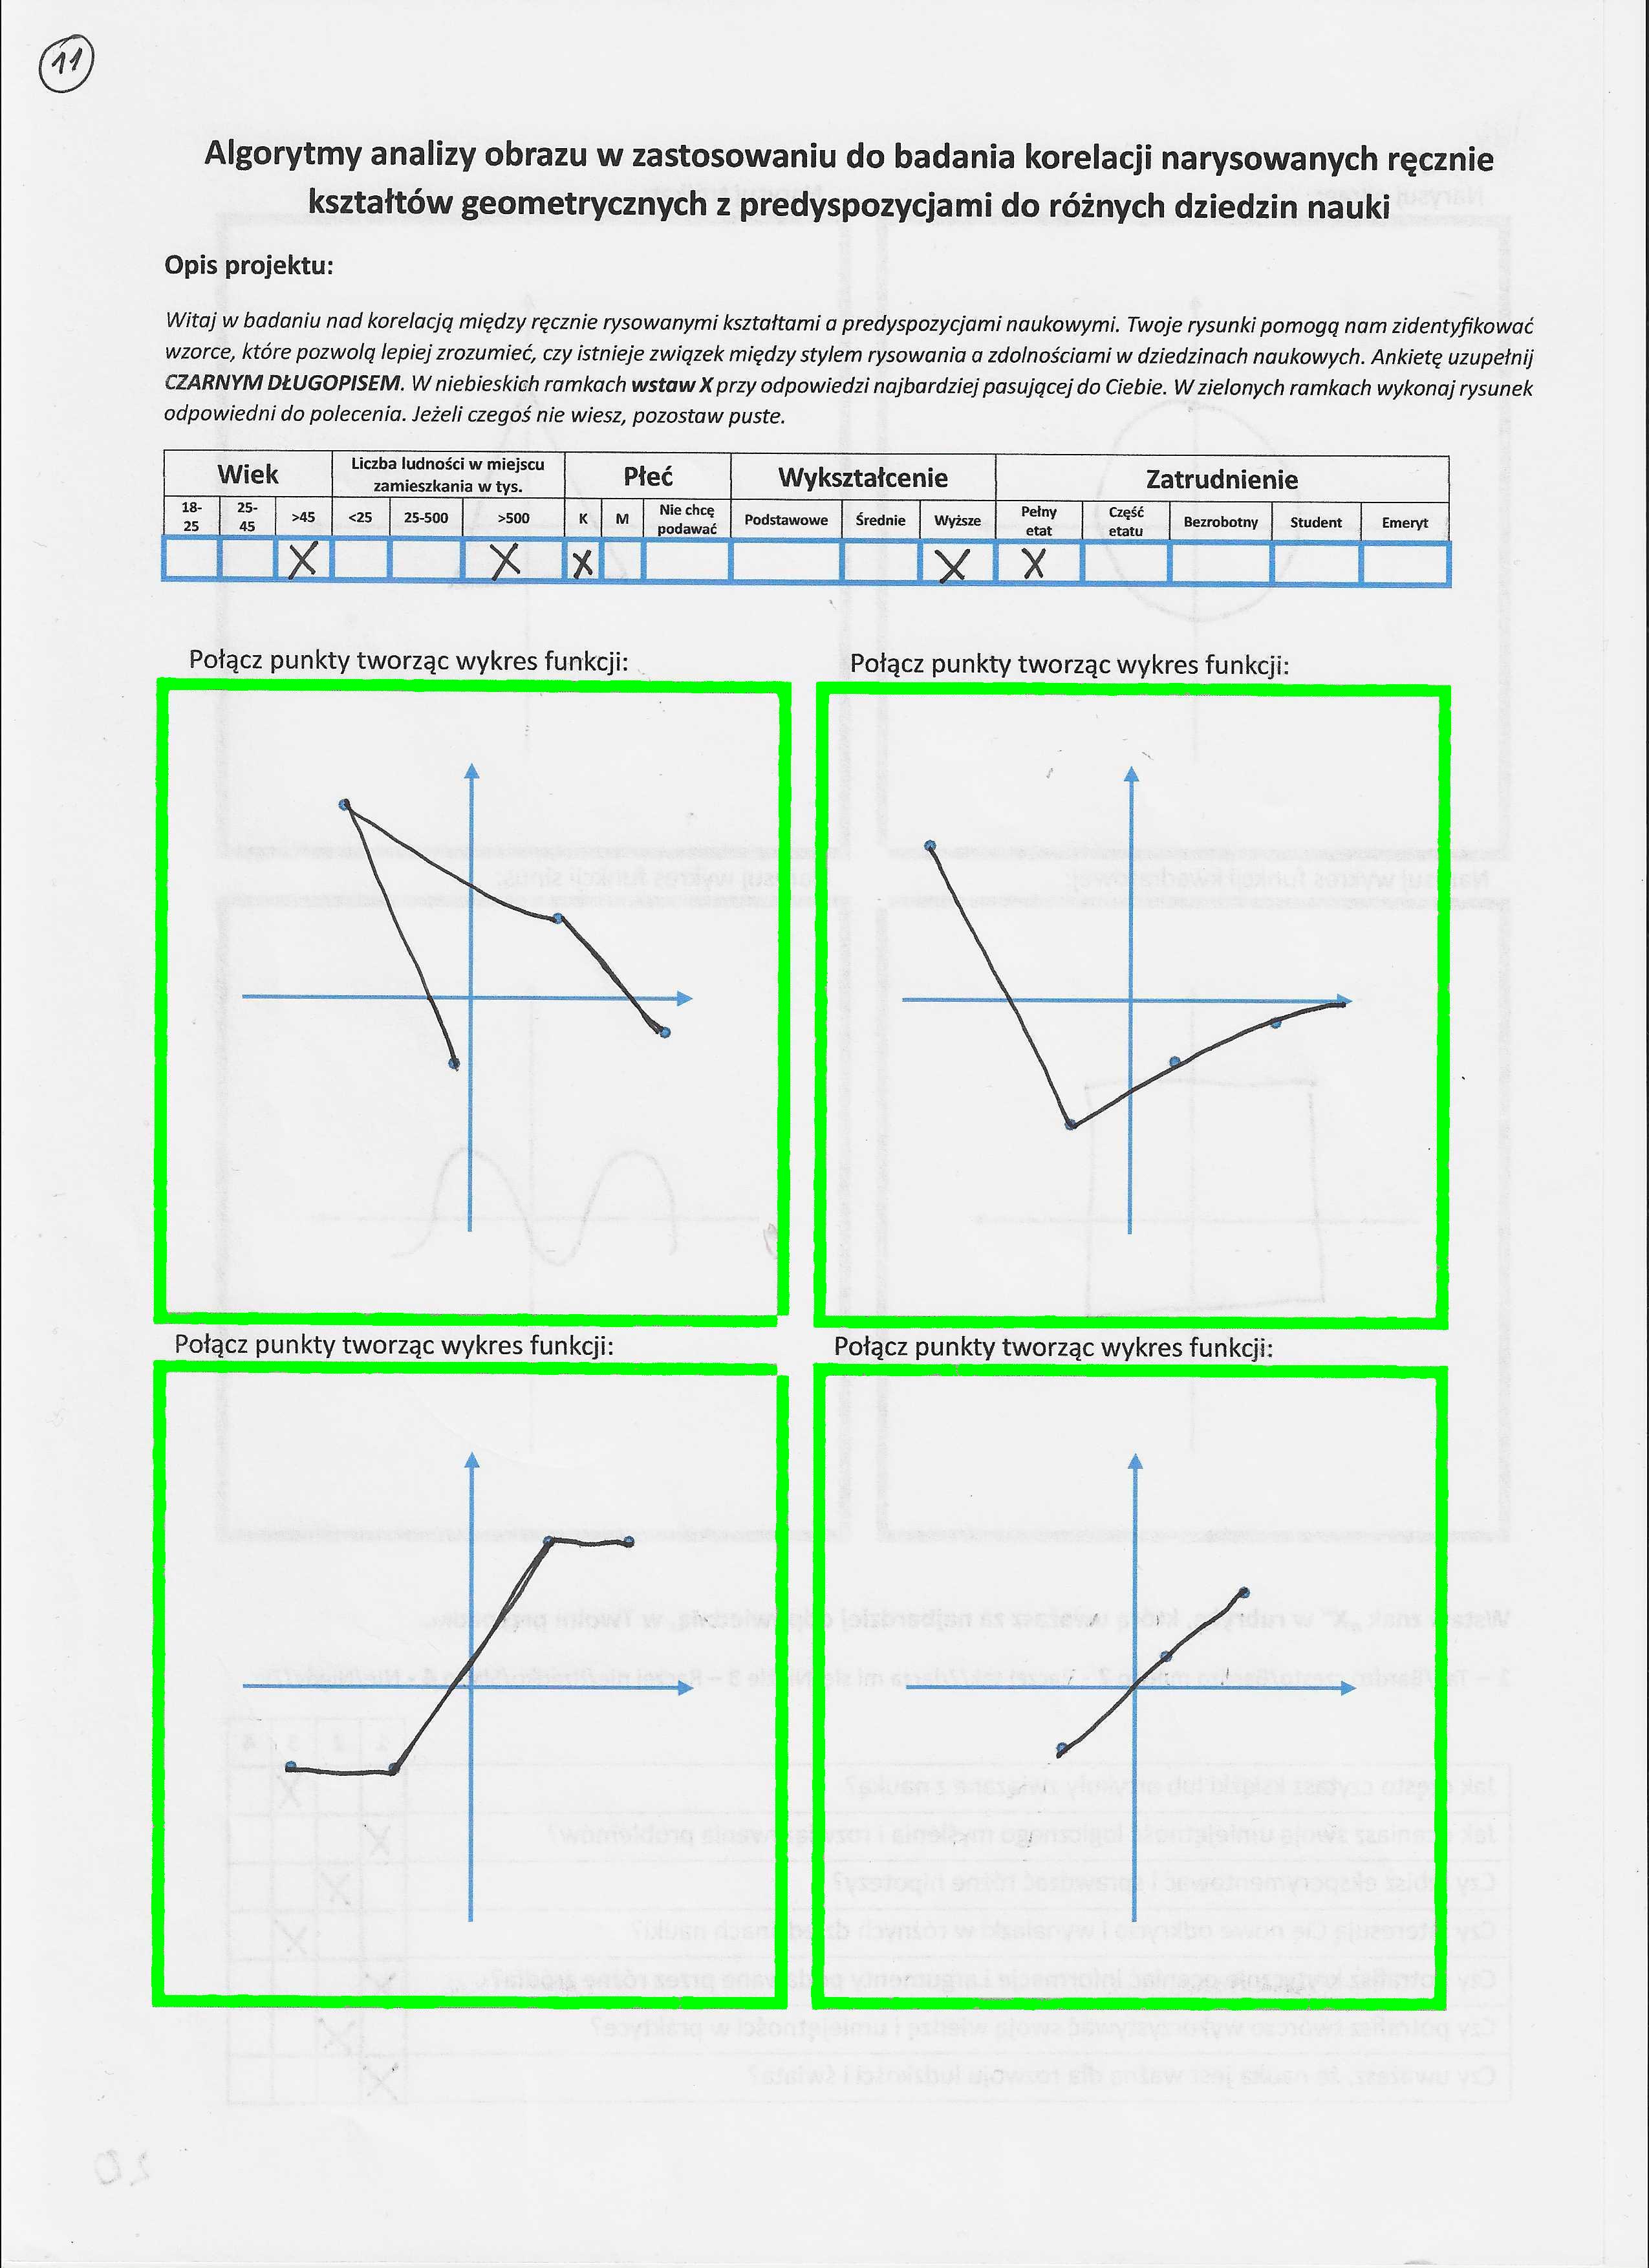 11
Algorytmy analizy obrazu w zastosowaniu do badania korelacji narysowanych ręcznie
kształtów geometrycznych z predyspozycjami do różnych dziedzin nauki
Opis projektu:
Witaj w badaniu nad korelacją między ręcznie rysowanymi kształtami a predyspozycjami naukowymi. Twoje rysunki pomogą nam zidentyfikować
wzorce, które pozwolą lepiej zrozumieć, czy istnieje związek między stylem rysowania a zdolnościami w dziedzinach naukowych. Ankietę uzupełnij
CZARNYM DŁUGOPISEM. W niebieskich ramkach wstaw X przy odpowiedzi najbardziej pasującej do Ciebie. W zielonych ramkach wykonaj rysunek
odpowiedni do polecenia. Jeżeli czegoś nie wiesz, pozostaw puste.
Wiek Liczba ludności w miejscu zamieszkania w tys. Płeć Wykształcenie Zatrudnienie
18-25 25-45 >45 <25 25-500 >500 K M Nie chcę podawać Podstawowe Średnie Wyższe Pełny etat Część etatu Bezrobotny Student Emeryt
X X X X X
Połącz punkty tworząc wykres funkcji: Połącz punkty tworząc wykres funkcji:
Połącz punkty tworząc wykres funkcji: Połącz punkty tworząc wykres funkcji: